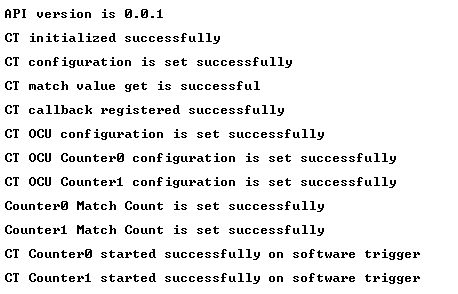 API version is 0.0.1
CT initialized successfully
CT configuration is set successfully
CT match value get is successful
CT callback registered successfully
CT OCU configuration is set successfully
CT OCU Counter0 configuration is set successfully
CT OCU Counter1 configuration is set successfully
Counter0 Match Count is set successfully
Counter1 Match Count is set successfully
CT Counter0 started successfully on software trigger
CT Counter1 started successfully on software trigger